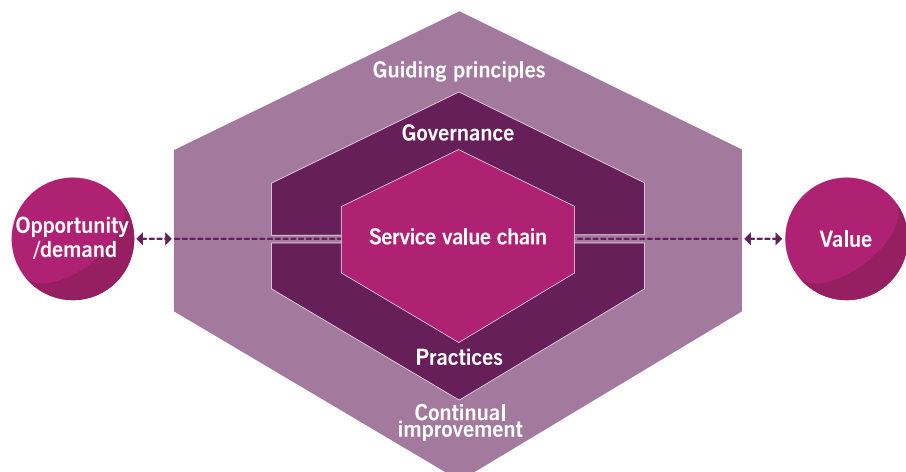 Guiding principles
Governance
Opportunity
/demand
Service value chain
Value
Practices
Continual
improvement